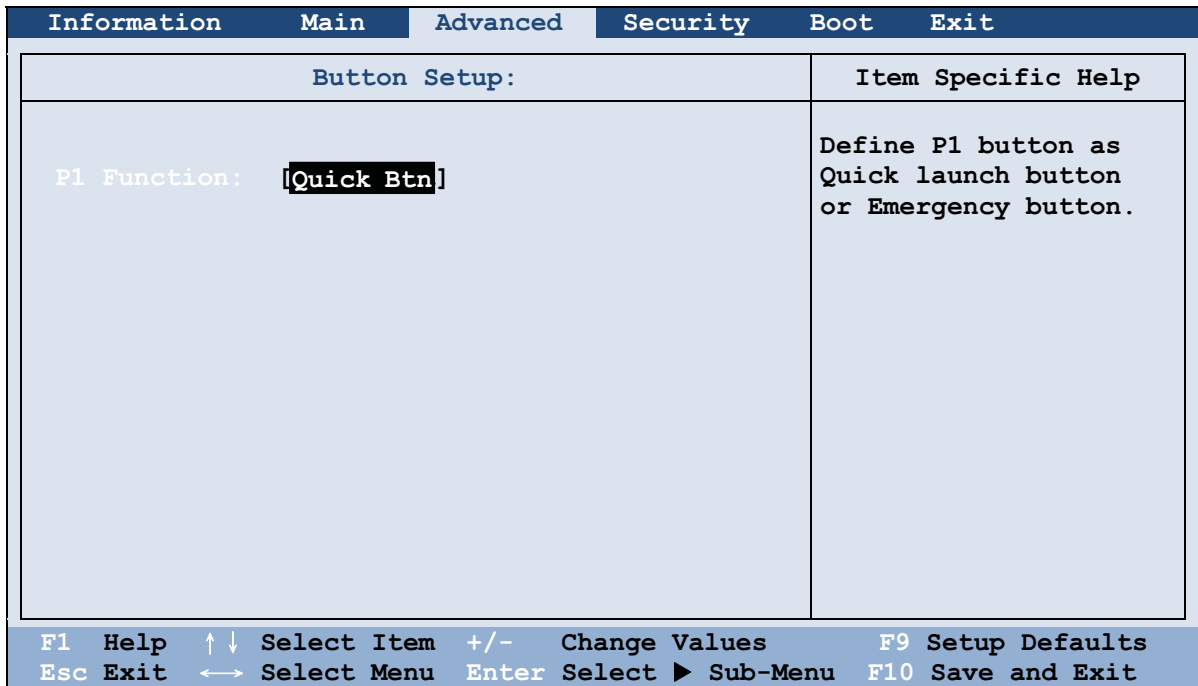 Information Main Advanced Security Boot Exit
Button Setup:
Item Specific Help
P1 Function: [Quick Btn]
Define P1 button as
Quick launch button
or Emergency button.
F1 Help ↑↓ Select Item +/- Change Values F9 Setup Defaults
Esc Exit ←→ Select Menu Enter Select ▶ Sub-Menu F10 Save and Exit